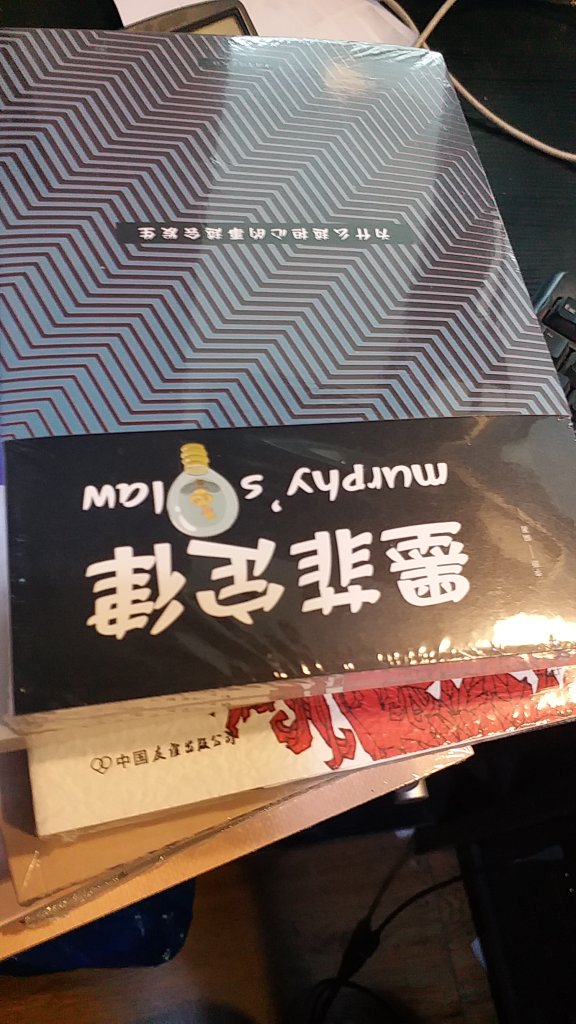 墨菲定律
murphy's law
为什么越担心的事越会发生
中国友谊出版公司